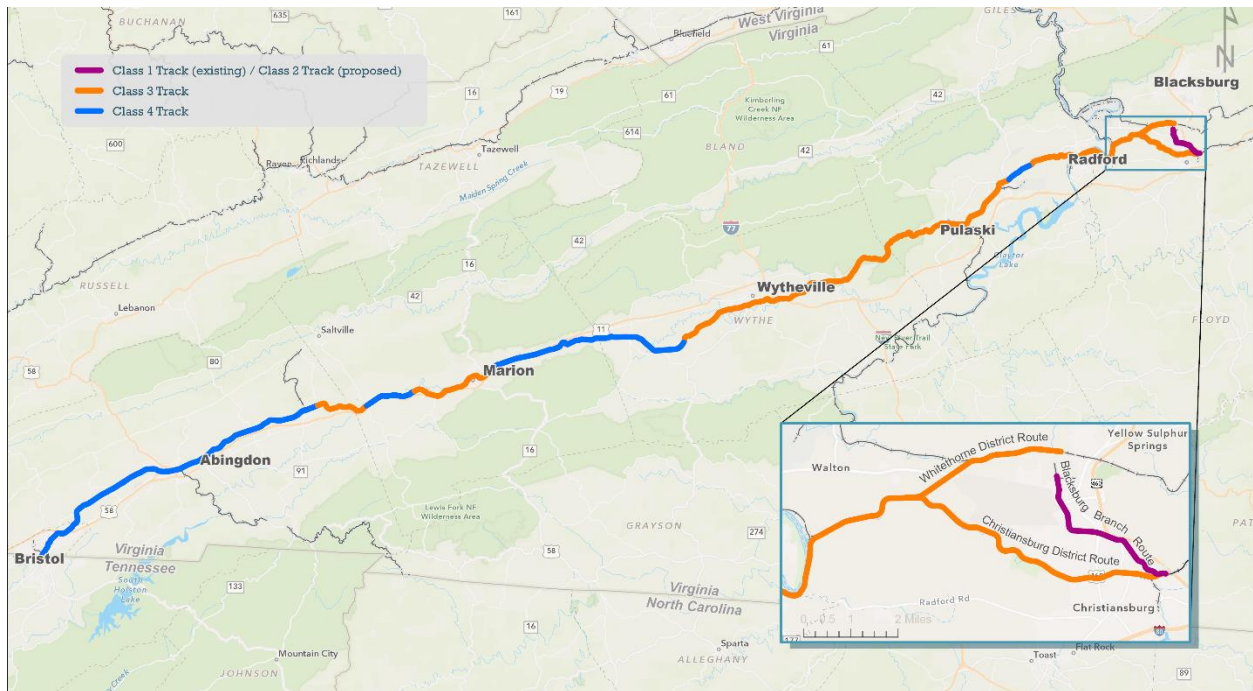 BUCHANAN
635
161
West Virginia
Virginia
GILES
Bluefield
61
N
Class 1 Track (existing) / Class 2 Track (proposed)
Class 3 Track
Class 4 Track
Blacksburg
16
19
61
42
Kimberling
Creek NF
Wilderness Area
600
614
Tazewell
Richlands
TAZEWELL
BLAND
42
Radford
Maiden Spring Creek
77
Pulaski
42
16
Claytor
Lake
RUSSELL
Lebanon
42
Wytheville
Saltville
11
WYTHE
FLOYD
New River Trail
State Park
80
58
Marion
Abingdon
91
16
Lewis Fork NF
Wilderness Area
58
GRAYSON
274
58
Bristol
Virginia
Tennessee
South
Holston
Lake
133
Virginia
North Carolina
16
Sparta
Mountain City
JOHNSON
ALLEGHANY
Toast
Flat Rock
89
Whitethorne District Route
Yellow Sulphur
Springs
Walton
Blacksburg Branch Route
Christiansburg District Route
Radford Rd
Christiansburg
0 0.5 1 2 Miles